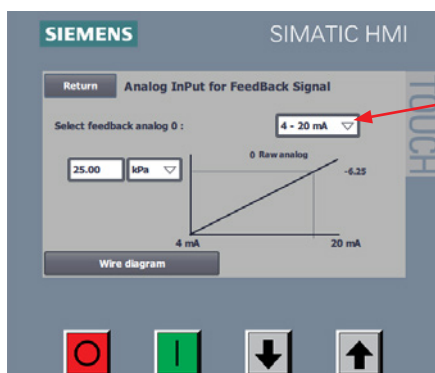 SIEMENS
SIMATIC HMI
TOUCH
Return
Analog InPut for FeedBack Signal
Select feedback analog 0 :
4 - 20 mA
25.00
kPa
0 Raw analog
-6.25
4 mA
20 mA
Wire diagram